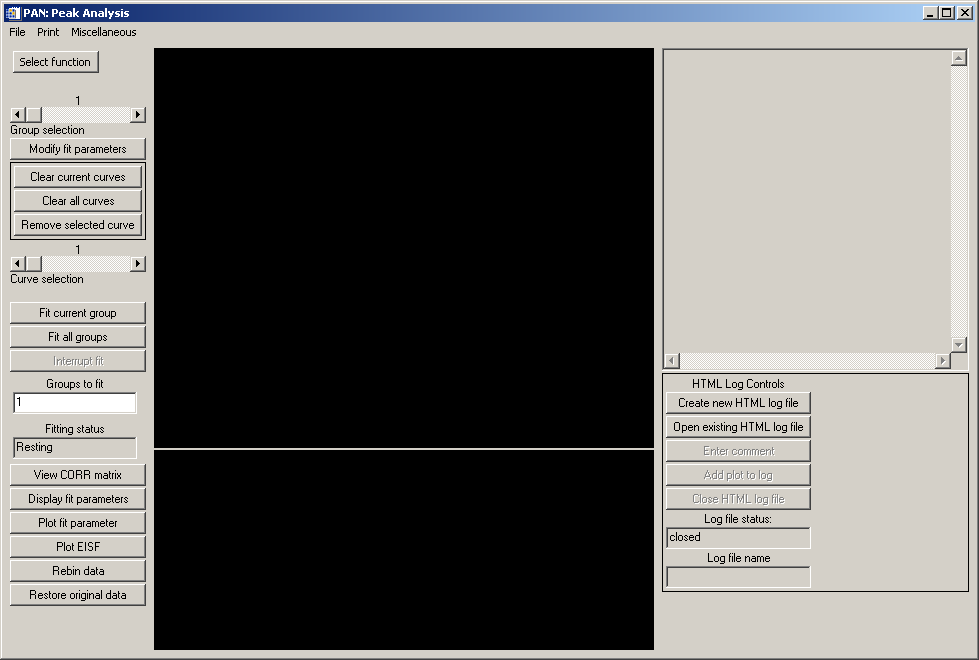 PAN: Peak Analysis
File Print Miscellaneous
Select function
1
Group selection
Modify fit parameters
Clear current curves
Clear all curves
Remove selected curve
1
Curve selection
Fit current group
Fit all groups
Interrupt fit
Groups to fit
1
Fitting status
Resting
View CORR matrix
Display fit parameters
Plot fit parameter
Plot EISF
Rebin data
Restore original data
HTML Log Controls
Create new HTML log file
Open existing HTML log file
Enter comment
Add plot to log
Close HTML log file
Log file status:
closed
Log file name